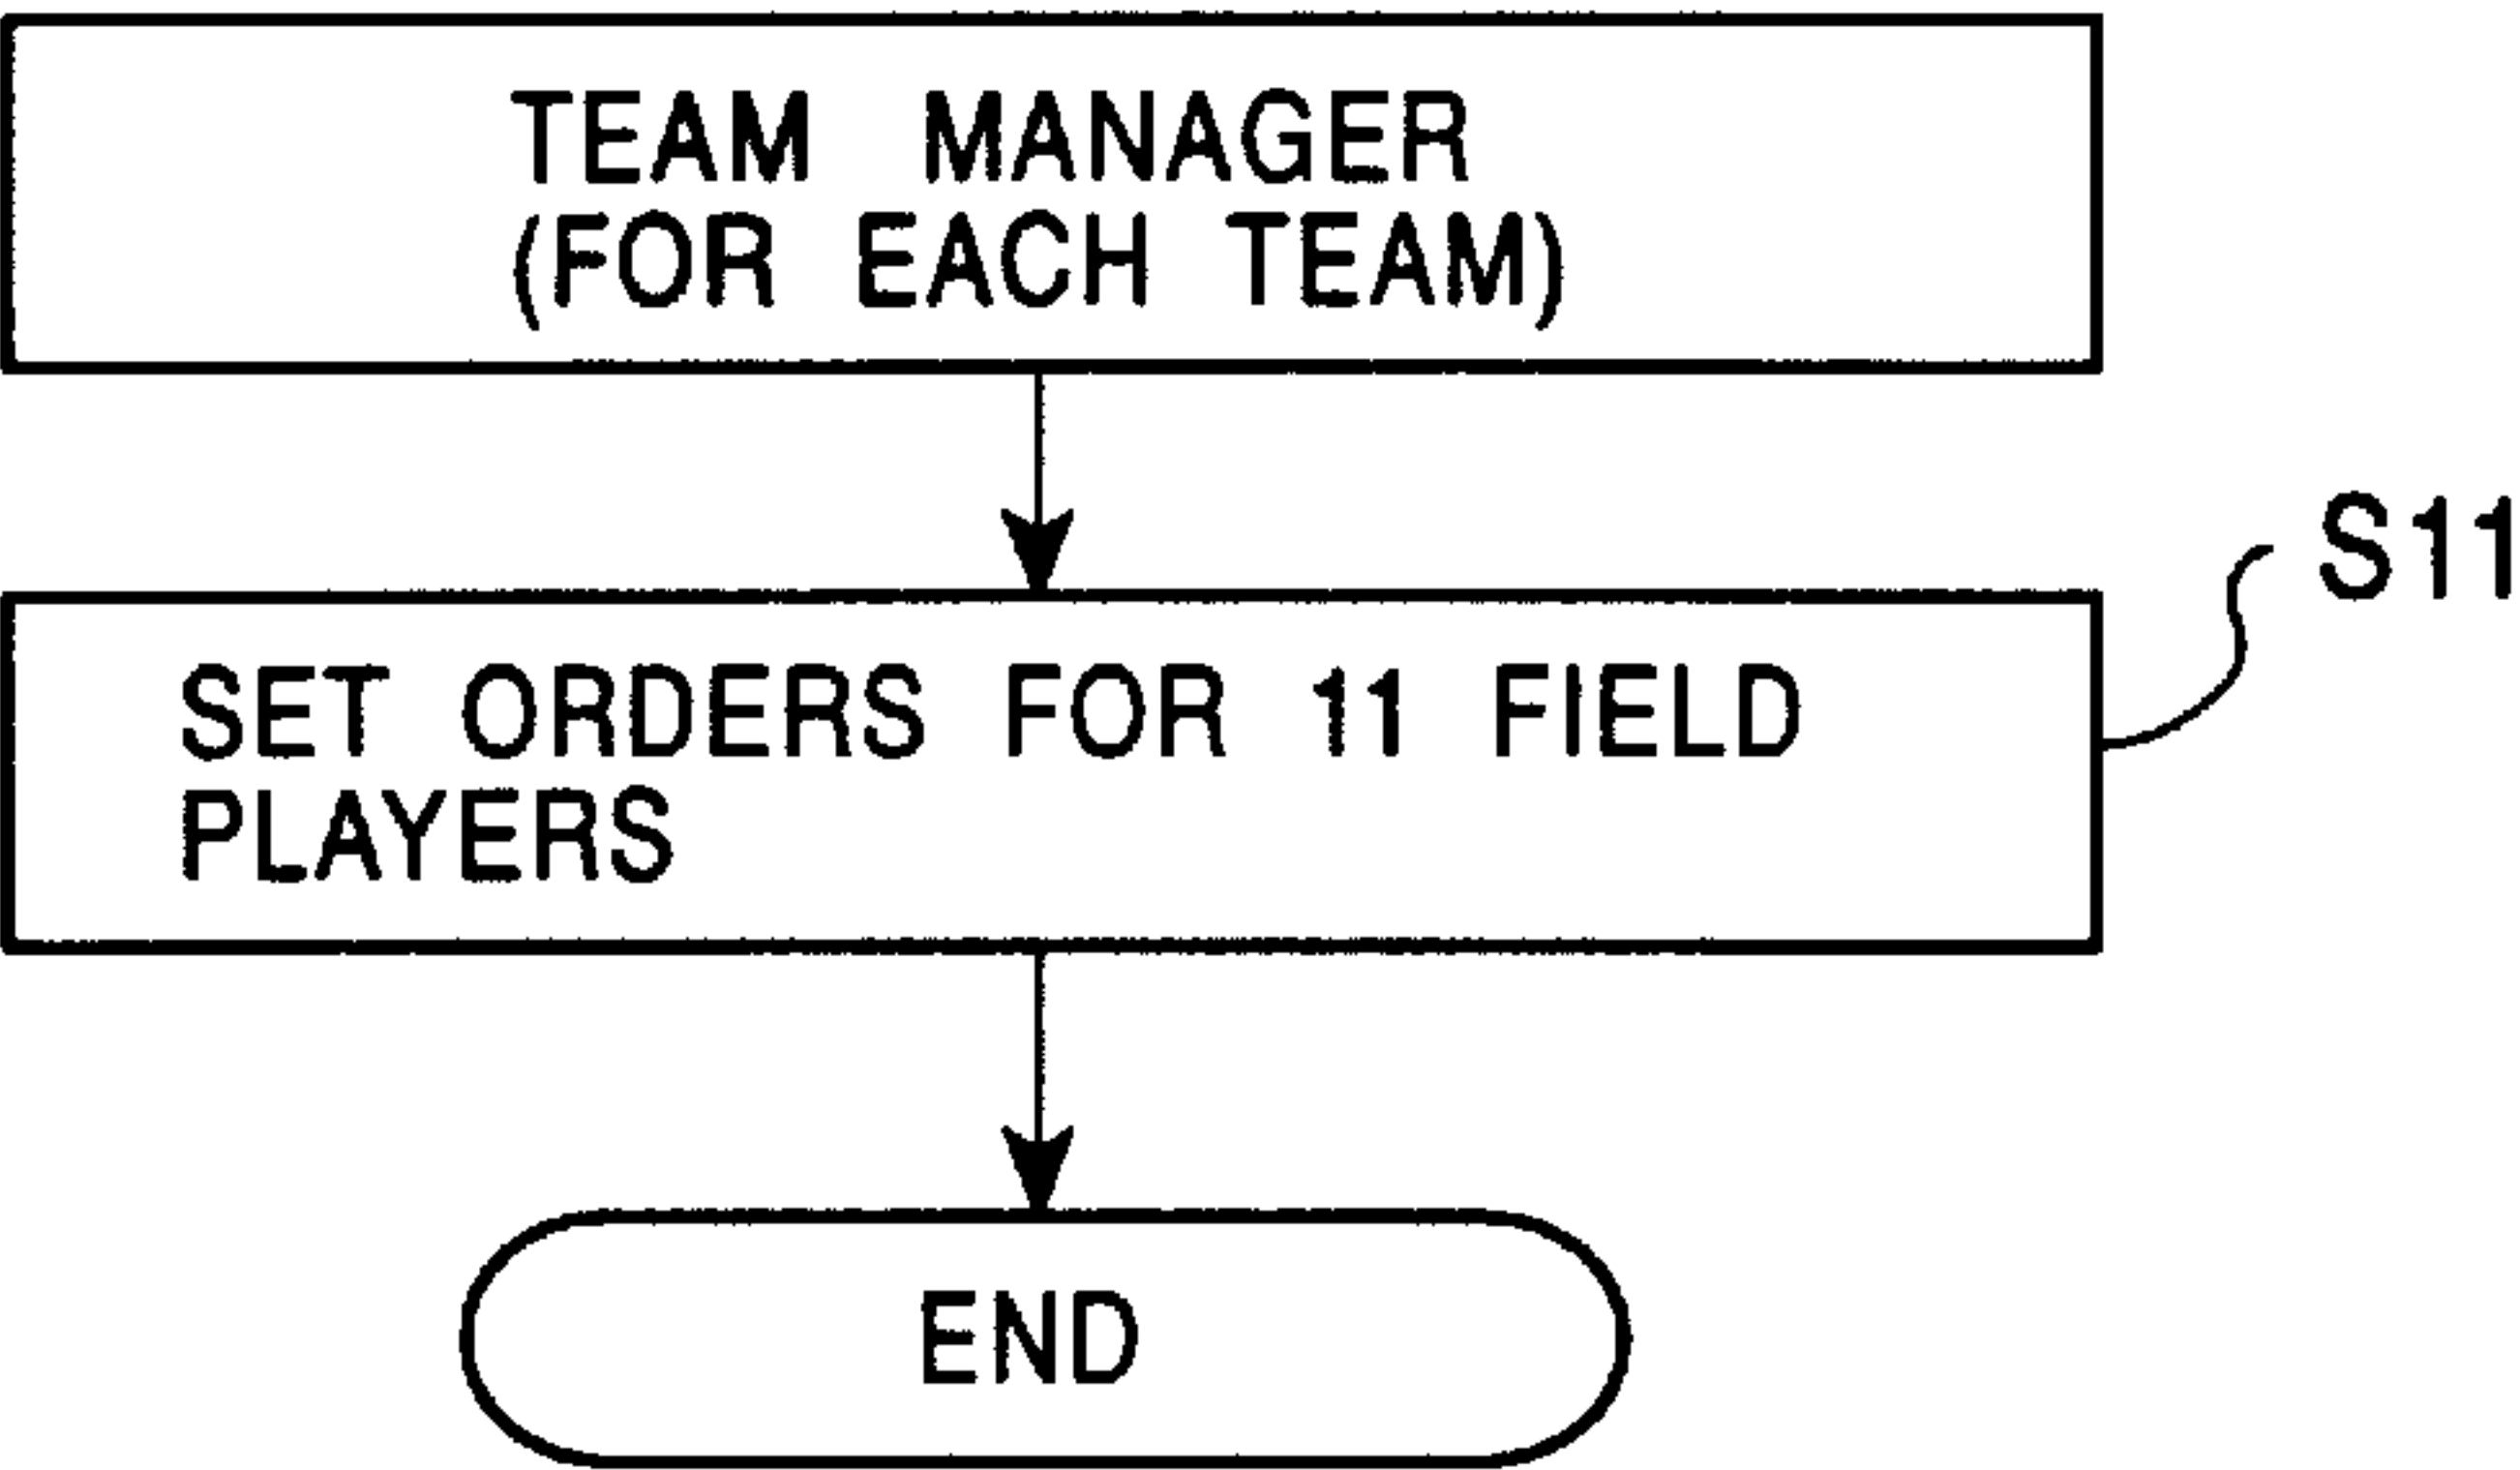 TEAM MANAGER
(FOR EACH TEAM)
S11
SET ORDERS FOR 11 FIELD
PLAYERS
END